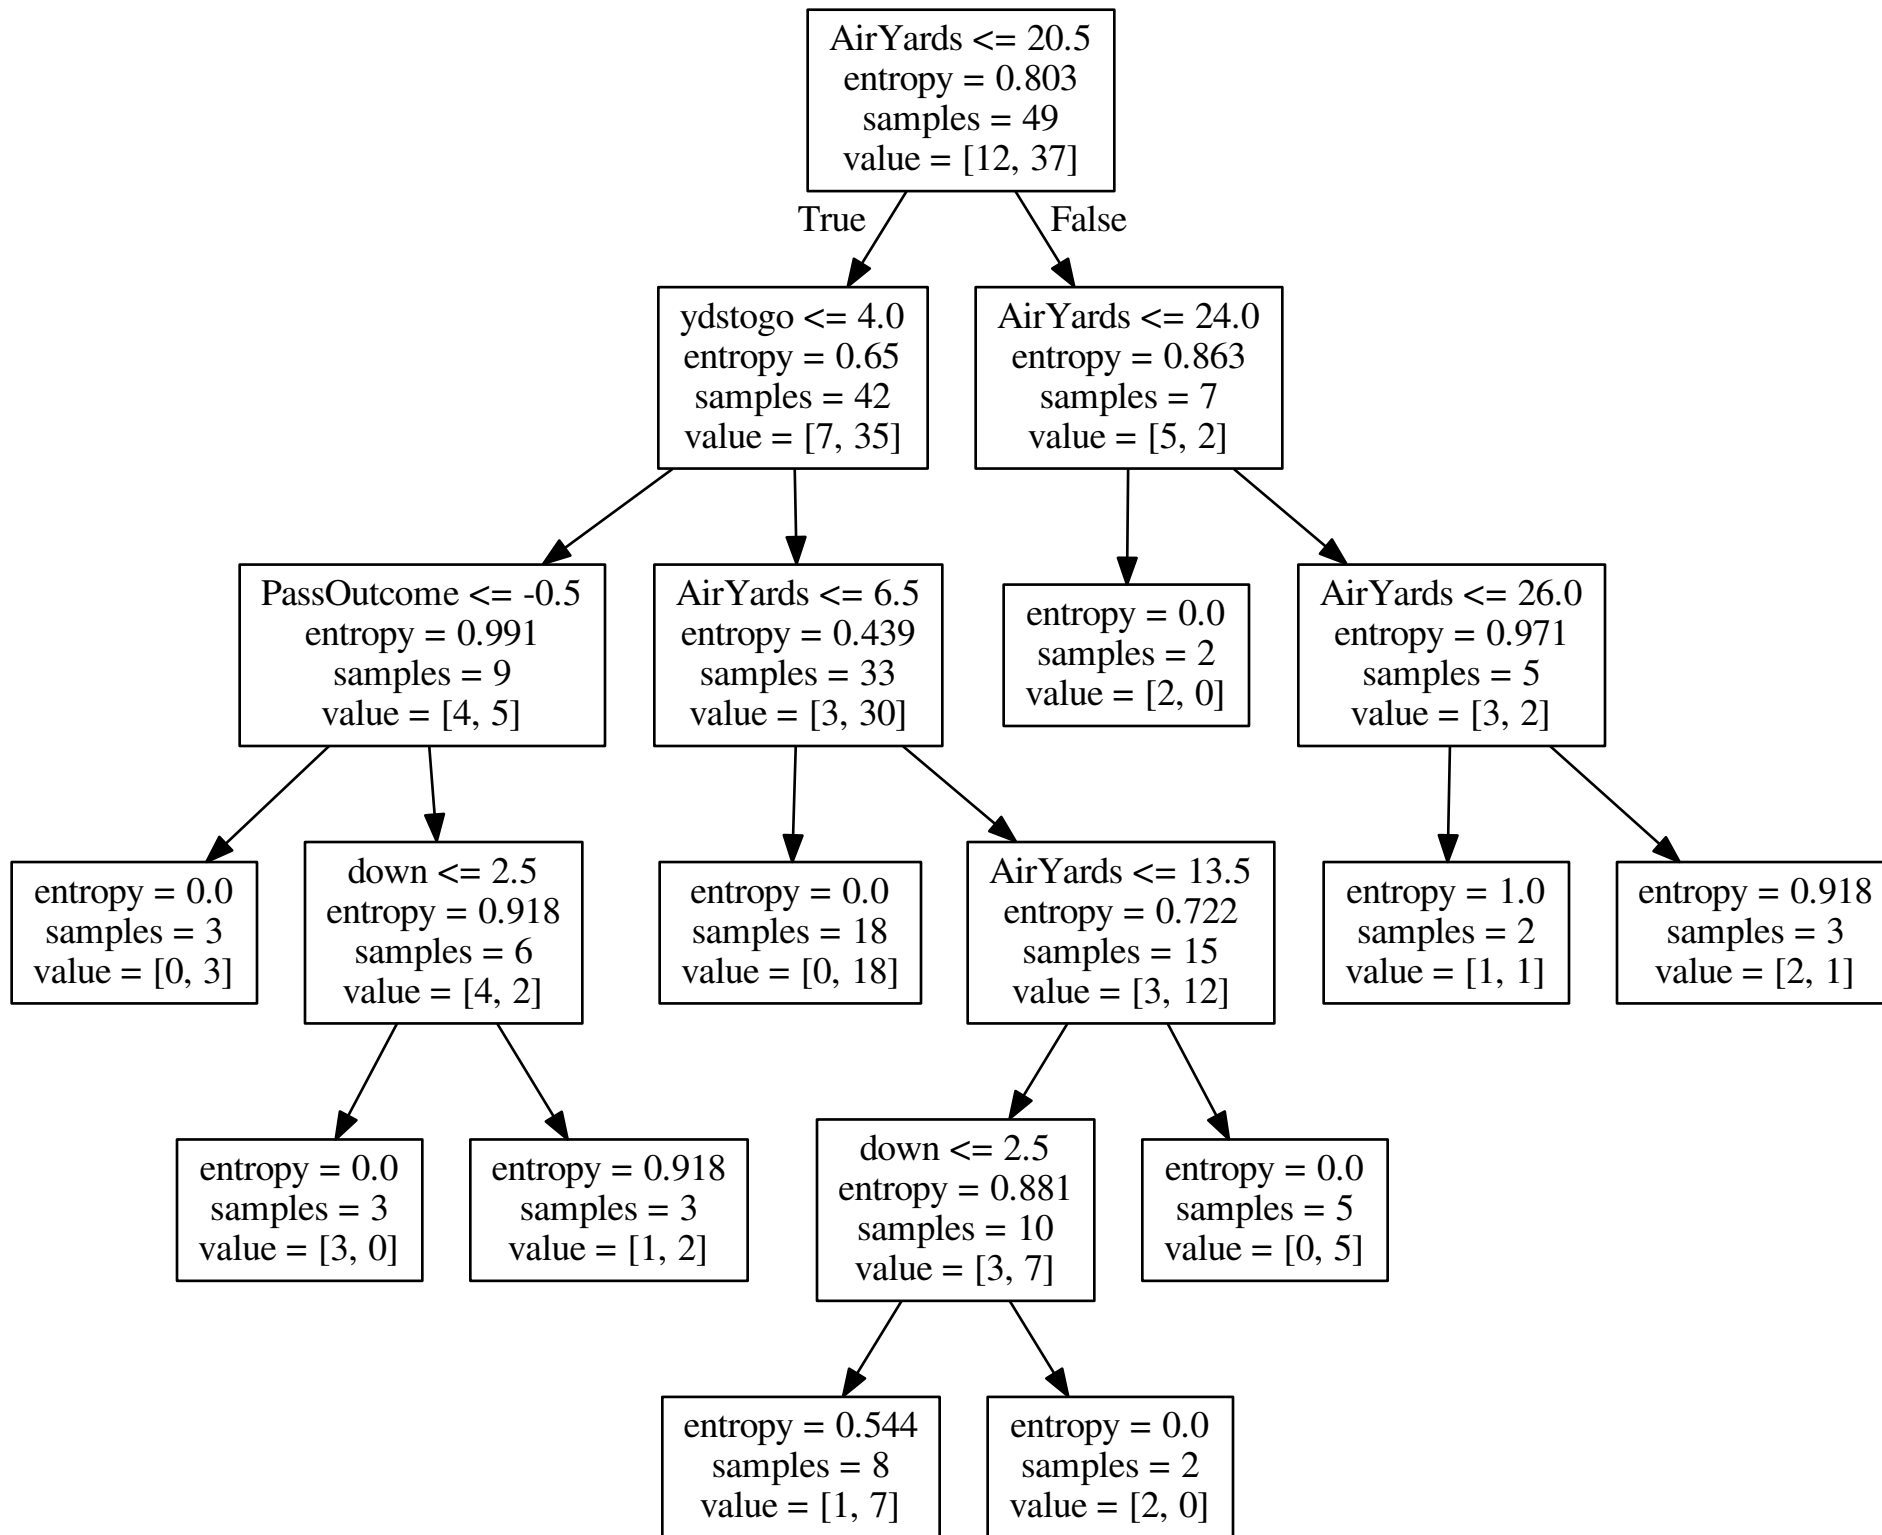 AirYards <= 20.5
entropy = 0.803
samples = 49
value = [12, 37]
True
False
ydstogo <= 4.0
entropy = 0.65
samples = 42
value = [7, 35]
AirYards <= 24.0
entropy = 0.863
samples = 7
value = [5, 2]
PassOutcome <= -0.5
entropy = 0.991
samples = 9
value = [4, 5]
AirYards <= 6.5
entropy = 0.439
samples = 33
value = [3, 30]
entropy = 0.0
samples = 2
value = [2, 0]
AirYards <= 26.0
entropy = 0.971
samples = 5
value = [3, 2]
entropy = 0.0
samples = 3
value = [0, 3]
down <= 2.5
entropy = 0.918
samples = 6
value = [4, 2]
entropy = 0.0
samples = 18
value = [0, 18]
AirYards <= 13.5
entropy = 0.722
samples = 15
value = [3, 12]
entropy = 1.0
samples = 2
value = [1, 1]
entropy = 0.918
samples = 3
value = [2, 1]
entropy = 0.0
samples = 3
value = [3, 0]
entropy = 0.918
samples = 3
value = [1, 2]
down <= 2.5
entropy = 0.881
samples = 10
value = [3, 7]
entropy = 0.0
samples = 5
value = [0, 5]
entropy = 0.544
samples = 8
value = [1, 7]
entropy = 0.0
samples = 2
value = [2, 0]